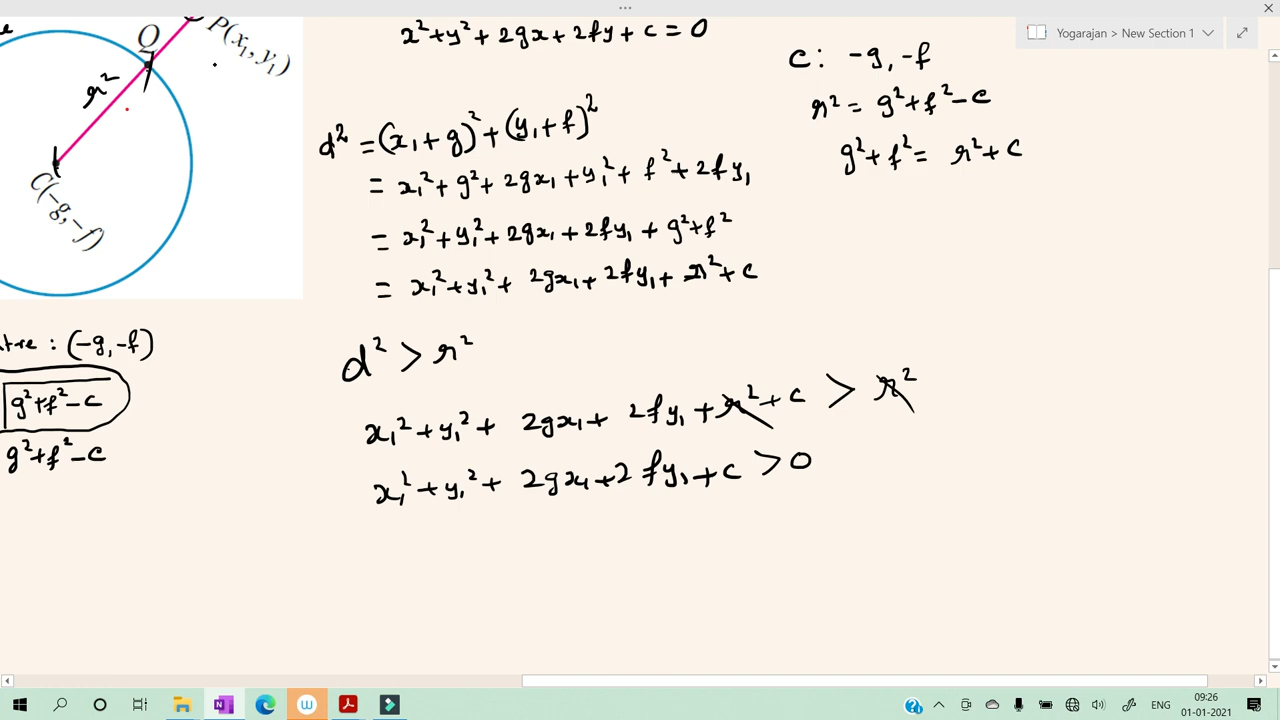 Yogarajan > New Section 1
Q
P(x₁, y₁)
r²
C(-g,-f)
x²+y²+2gx+2fy+c=0
c: -g,-f
r² = g²+f²-c
g²+f² = r²+c
d² = (x₁+g)²+(y₁+f)²
= x₁²+g²+2gx₁+y₁²+f²+2fy₁
= x₁²+y₁²+2gx₁+2fy₁+g²+f²
= x₁²+y₁²+2gx₁+2fy₁+r²+c
tre : (-g,-f)
g²+f²-c
g²+f²-c
d² > r²
x₁²+y₁²+2gx₁+2fy₁+r²+c > r²
x₁²+y₁²+2gx₁+2fy₁+c > 0
ENG
09:26
01-01-2021